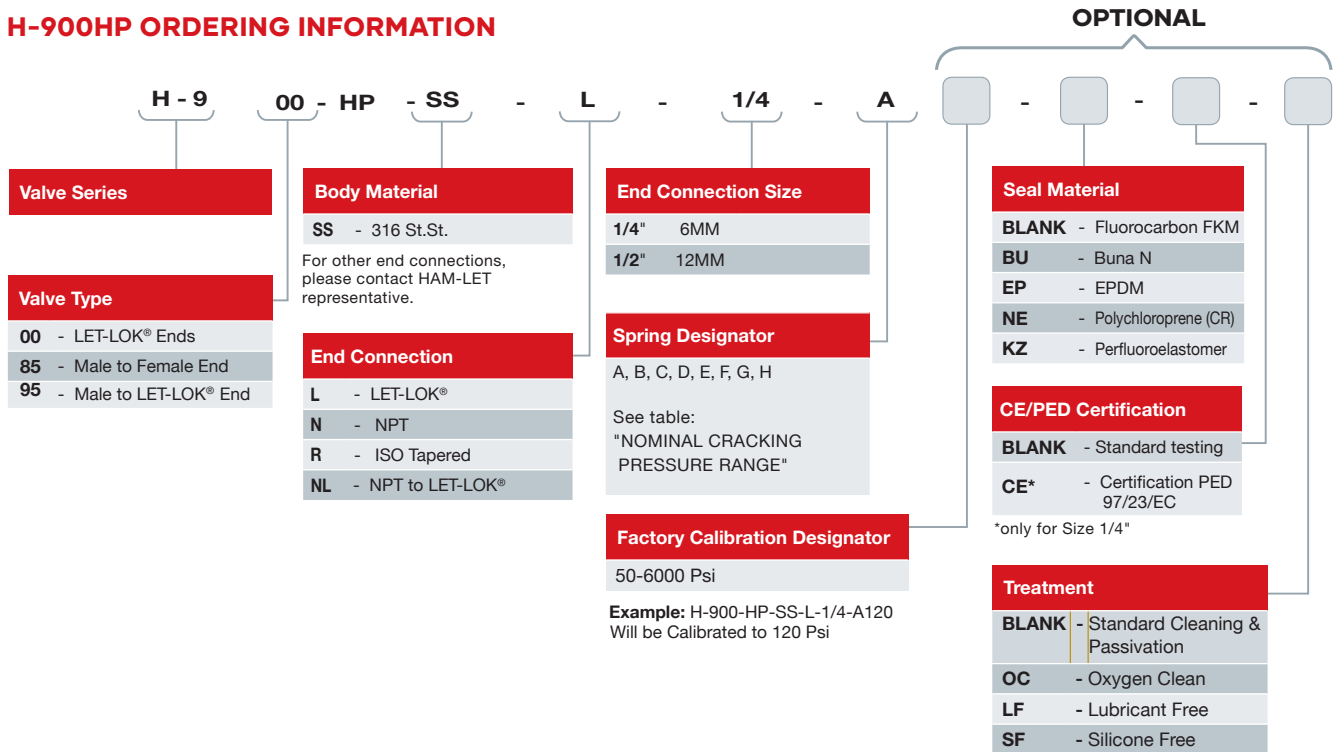 H-900HP ORDERING INFORMATION
OPTIONAL
H - 9 00 - HP - SS - L - 1/4 - A - - -
Valve Series
Valve Type
00 - LET-LOK® Ends
85 - Male to Female End
95 - Male to LET-LOK® End
Body Material
SS - 316 St.St.
For other end connections,
please contact HAM-LET
representative.
End Connection
L - LET-LOK®
N - NPT
R - ISO Tapered
NL - NPT to LET-LOK®
End Connection Size
1/4" 6MM
1/2" 12MM
Spring Designator
A, B, C, D, E, F, G, H
See table:
"NOMINAL CRACKING
PRESSURE RANGE"
Factory Calibration Designator
50-6000 Psi
Example: H-900-HP-SS-L-1/4-A120
Will be Calibrated to 120 Psi
Seal Material
BLANK - Fluorocarbon FKM
BU - Buna N
EP - EPDM
NE - Polychloroprene (CR)
KZ - Perfluoroelastomer
CE/PED Certification
BLANK - Standard testing
CE* - Certification PED
97/23/EC
*only for Size 1/4"
Treatment
BLANK - Standard Cleaning &
Passivation
OC - Oxygen Clean
LF - Lubricant Free
SF - Silicone Free